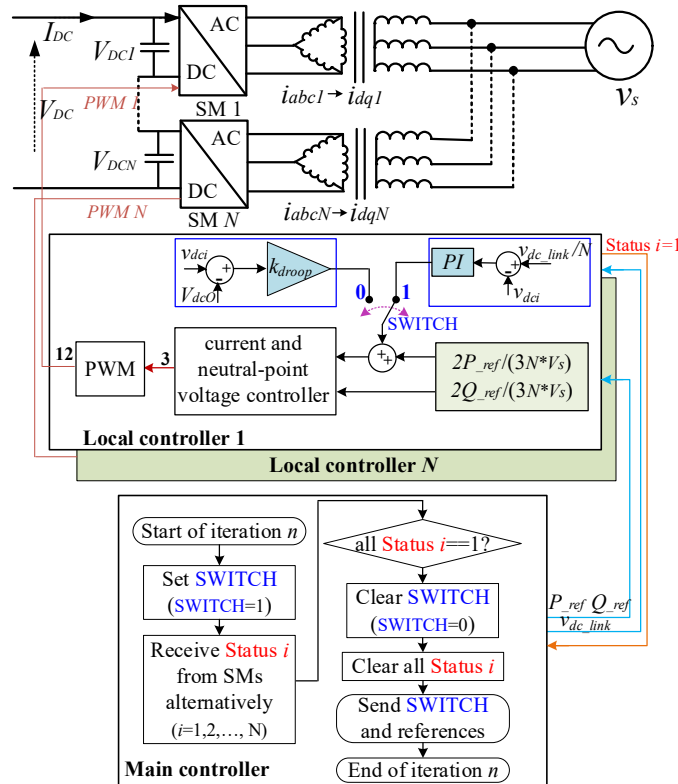 I_DC
V_DC1
AC
DC
SM 1
i_abc1→i_dq1
v_s
PWM 1
V_DC
V_DCN
AC
DC
SM N
i_abcN→i_dqN
PWM N
Status i=1
v_dci
V_dcO
k_droop
0
1
SWITCH
PI
v_dc_link/N
v_dci
12
PWM
3
current and
neutral-point
voltage controller
2P_ref/(3N*V_s)
2Q_ref/(3N*V_s)
Local controller 1
Local controller N
Start of iteration n
Set SWITCH
(SWITCH=1)
Receive Status i
from SMs
alternatively
(i=1,2,…, N)
all Status i==1?
Clear SWITCH
(SWITCH=0)
Clear all Status i
Send SWITCH
and references
End of iteration n
Main controller
P_ref Q_ref
v_dc_link